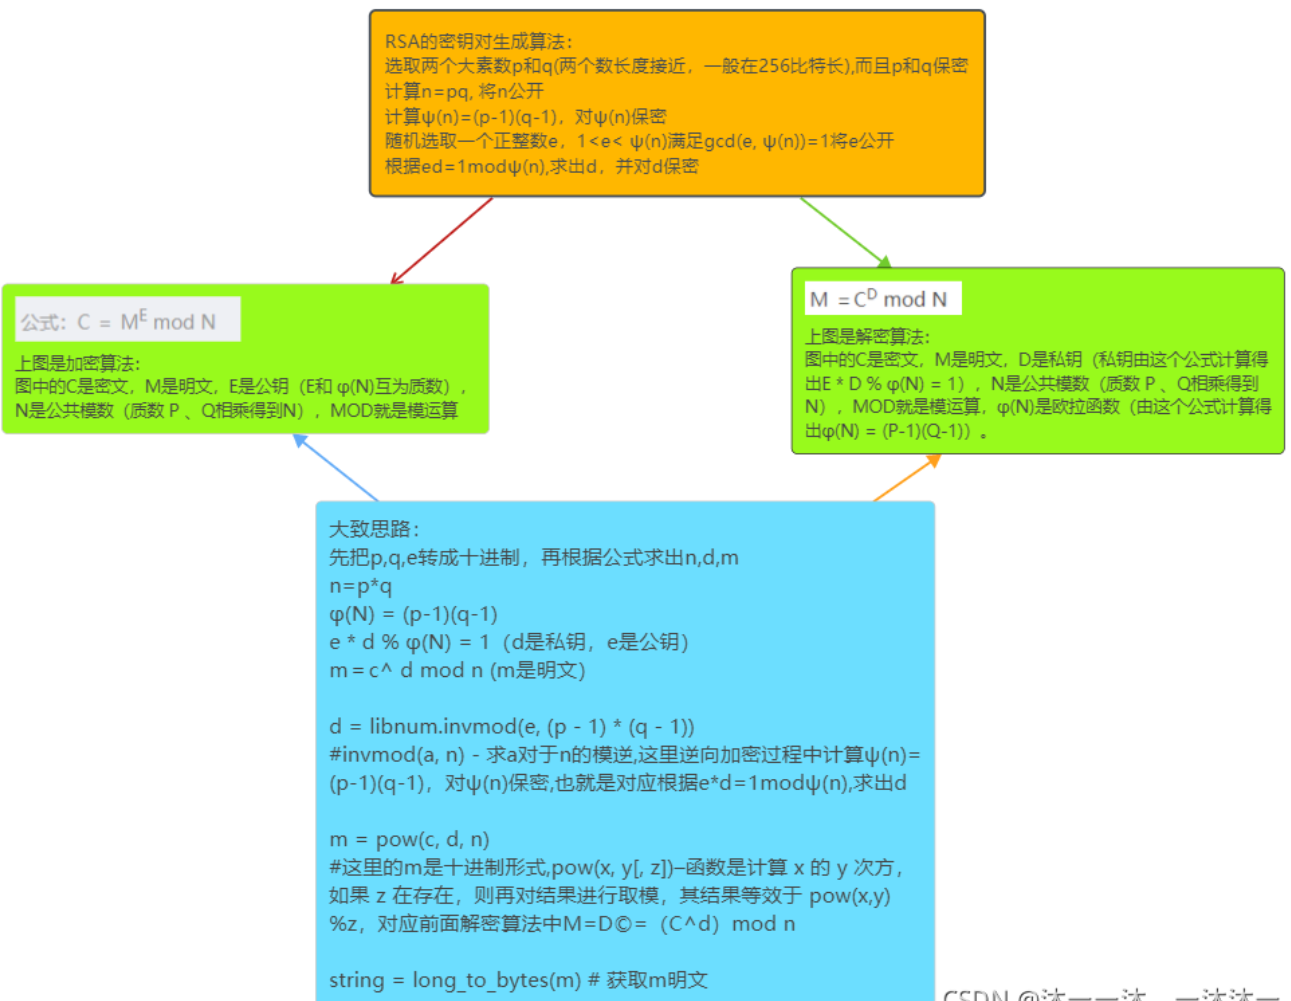 RSA的密钥对生成算法：
选取两个大素数p和q(两个数长度接近，一般在256比特长),而且p和q保密
计算n=pq, 将n公开
计算ψ(n)=(p-1)(q-1)，对ψ(n)保密
随机选取一个正整数e，1<e< ψ(n)满足gcd(e, ψ(n))=1将e公开
根据ed=1modψ(n),求出d，并对d保密
公式：C = M^E mod N
上图是加密算法：
图中的C是密文，M是明文，E是公钥（E和 φ(N)互为质数），
N是公共模数（质数 P 、Q相乘得到N），MOD就是模运算
M = C^D mod N
上图是解密算法：
图中的C是密文，M是明文，D是私钥（私钥由这个公式计算得
出E * D % φ(N) = 1），N是公共模数（质数 P 、Q相乘得到
N），MOD就是模运算，φ(N)是欧拉函数（由这个公式计算得
出φ(N) = (P-1)(Q-1)）。
大致思路：
先把p,q,e转成十进制，再根据公式求出n,d,m
n=p*q
φ(N) = (p-1)(q-1)
e * d % φ(N) = 1（d是私钥，e是公钥）
m＝c^ d mod n (m是明文）
d = libnum.invmod(e, (p - 1) * (q - 1))
#invmod(a, n) - 求a对于n的模逆,这里逆向加密过程中计算ψ(n)=
(p-1)(q-1)，对ψ(n)保密,也就是对应根据e*d=1modψ(n),求出d
m = pow(c, d, n)
#这里的m是十进制形式,pow(x, y[, z])–函数是计算 x 的 y 次方，
如果 z 在存在，则再对结果进行取模，其结果等效于 pow(x,y)
%z，对应前面解密算法中M=D©=（C^d）mod n
string = long_to_bytes(m) # 获取m明文
CSDN @沐一一沐